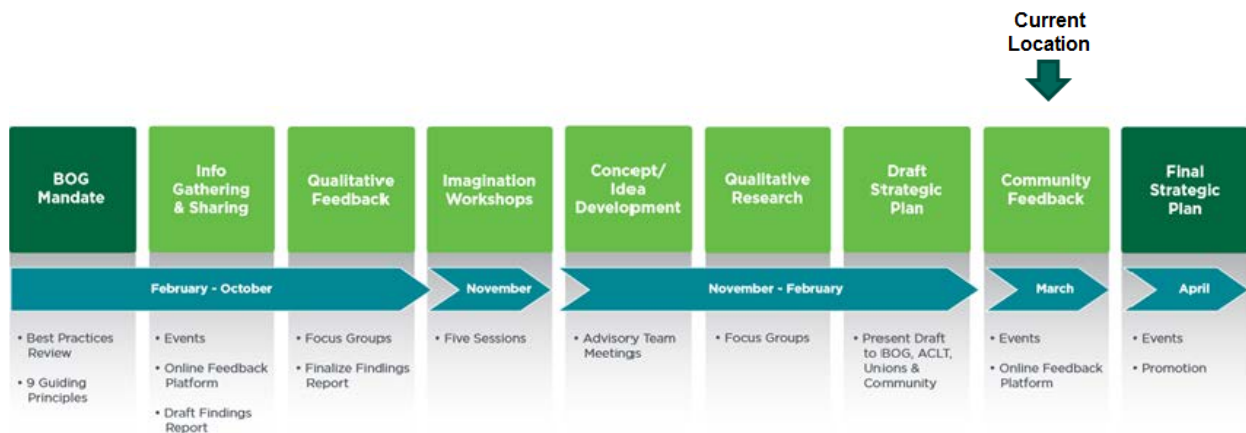 Current
Location
BOG
Mandate
Info
Gathering
& Sharing
Qualitative
Feedback
Imagination
Workshops
Concept/
Idea
Development
Qualitative
Research
Draft
Strategic
Plan
Community
Feedback
Final
Strategic
Plan
February - October
November
November - February
March
April
• Best Practices
Review
• 9 Guiding
Principles
• Events
• Online Feedback
Platform
• Draft Findings
Report
• Focus Groups
• Finalize Findings
Report
• Five Sessions
• Advisory Team
Meetings
• Focus Groups
• Present Draft
to BOG, ACLT,
Unions &
Community
• Events
• Online Feedback
Platform
• Events
• Promotion